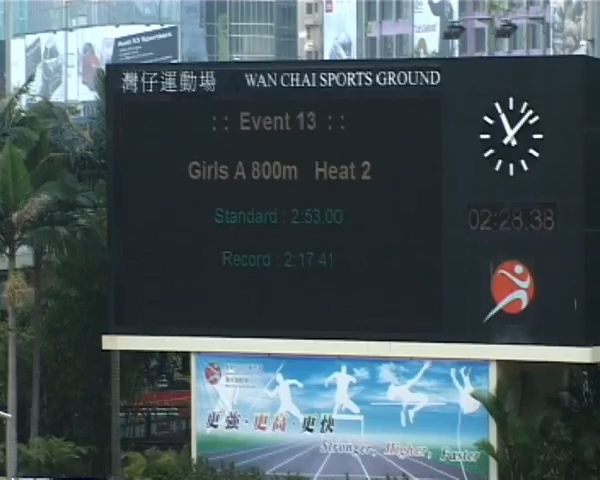 灣仔運動場 WAN CHAI SPORTS GROUND
: : Event 13 : :
Girls A 800m Heat 2
Standard : 2:53.00
Record : 2:17.41
02:28.38
更強 · 更高 · 更快
Stronger, Higher, Faster